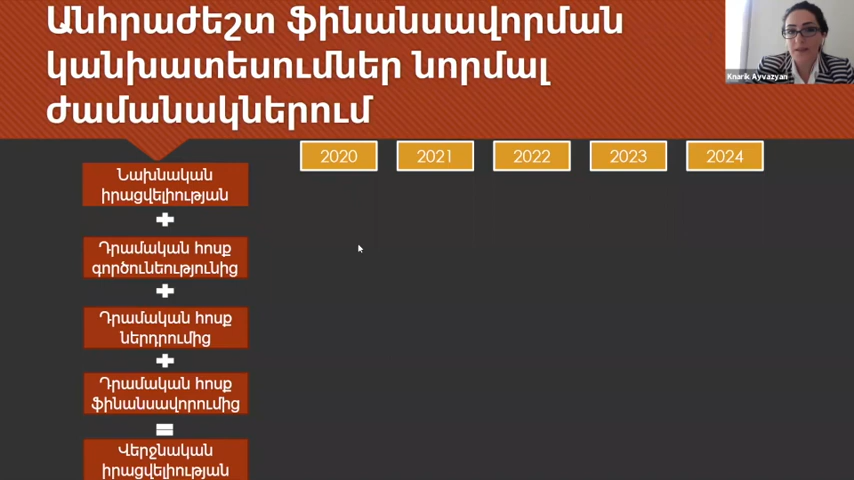 Անհրաժեշտ ֆինանսավորման
կանխատեսումներ նորմալ
ժամանակներում
Knarik Ayvazyan
2020
2021
2022
2023
2024
Նախնական
իրացվելիության
+
Դրամական հոսք
գործունեությունից
+
Դրամական հոսք
ներդրումից
+
Դրամական հոսք
ֆինանսավորումից
=
Վերջնական
իրացվելիության